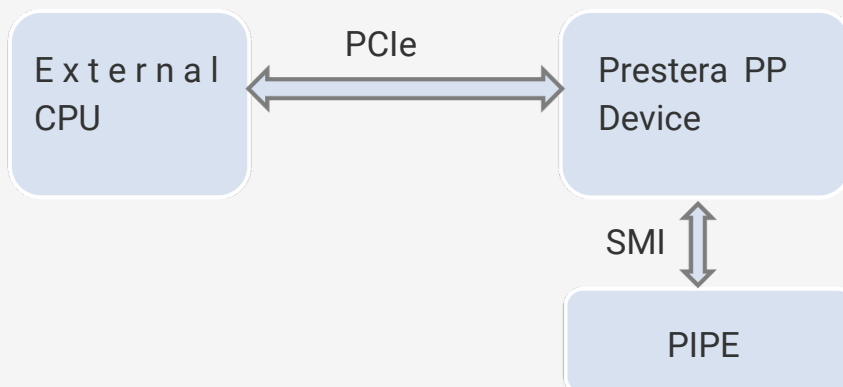 PCIe
External
CPU
Prestera PP
Device
SMI
PIPE